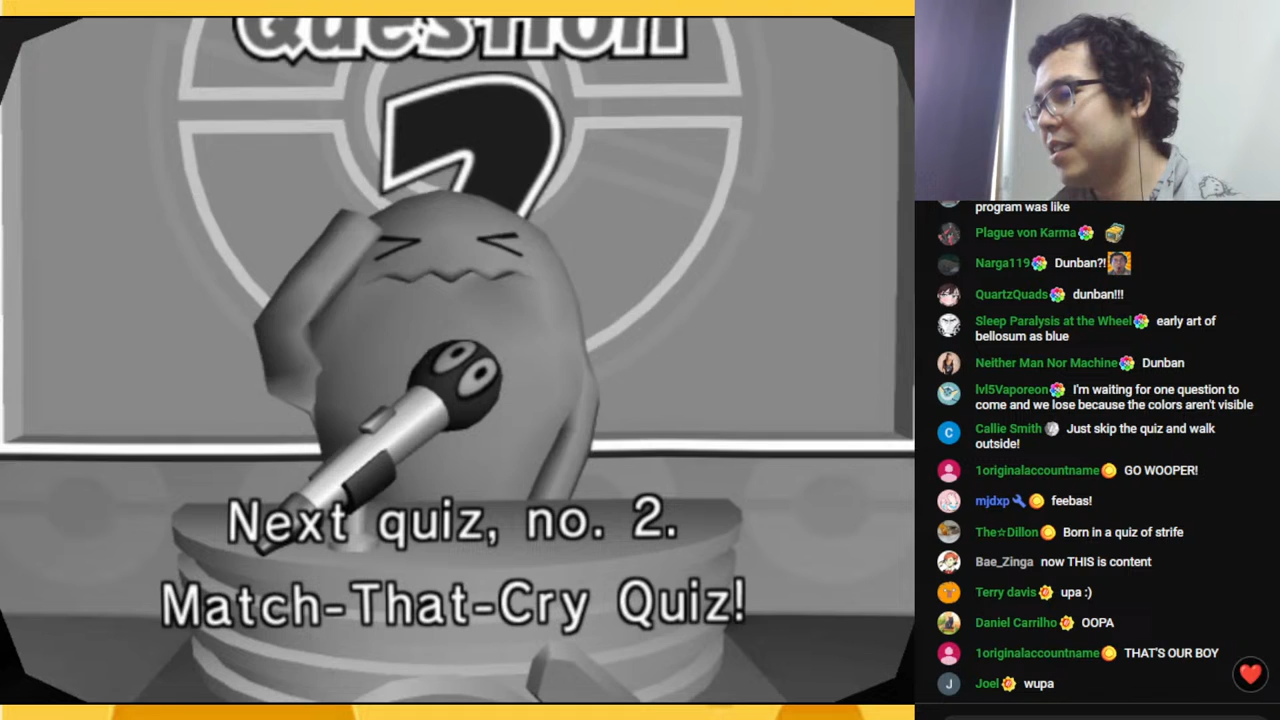 Question
Next quiz, no. 2.
Match-That-Cry Quiz!
program was like
Plague von Karma
Narga119 Dunban?!
QuartzQuads dunban!!!
Sleep Paralysis at the Wheel early art of
bellosum as blue
Neither Man Nor Machine Dunban
lvl5Vaporeon I'm waiting for one question to
come and we lose because the colors aren't visible
C Callie Smith Just skip the quiz and walk
outside!
1originalaccountname GO WOOPER!
mjdxp feebas!
The☆Dillon Born in a quiz of strife
Bae_Zinga now THIS is content
Terry davis upa :)
Daniel Carrilho OOPA
1originalaccountname THAT'S OUR BOY
J Joel wupa